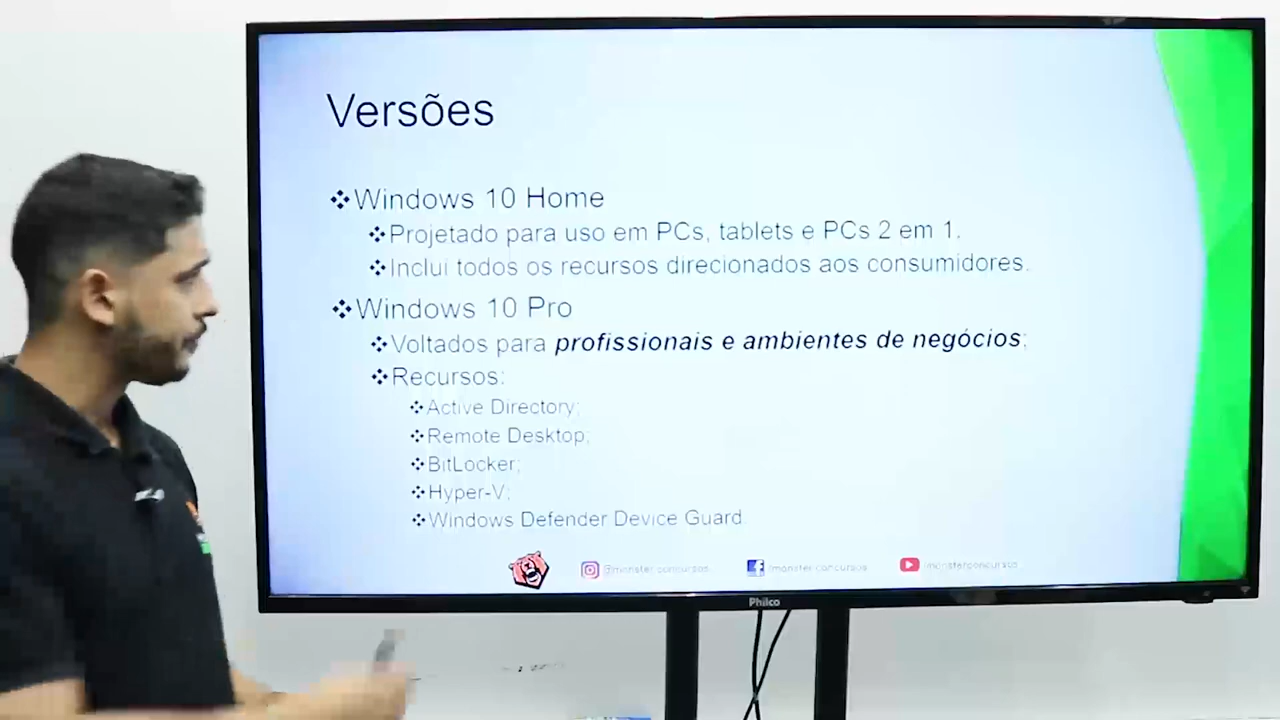 Versões
❖Windows 10 Home
❖Projetado para uso em PCs, tablets e PCs 2 em 1.
❖Inclui todos os recursos direcionados aos consumidores.
❖Windows 10 Pro
❖Voltados para profissionais e ambientes de negócios;
❖Recursos:
❖Active Directory;
❖Remote Desktop;
❖BitLocker;
❖Hyper-V;
❖Windows Defender Device Guard.
@monster.concursos /monster.concursos /monsterconcursos
Philco